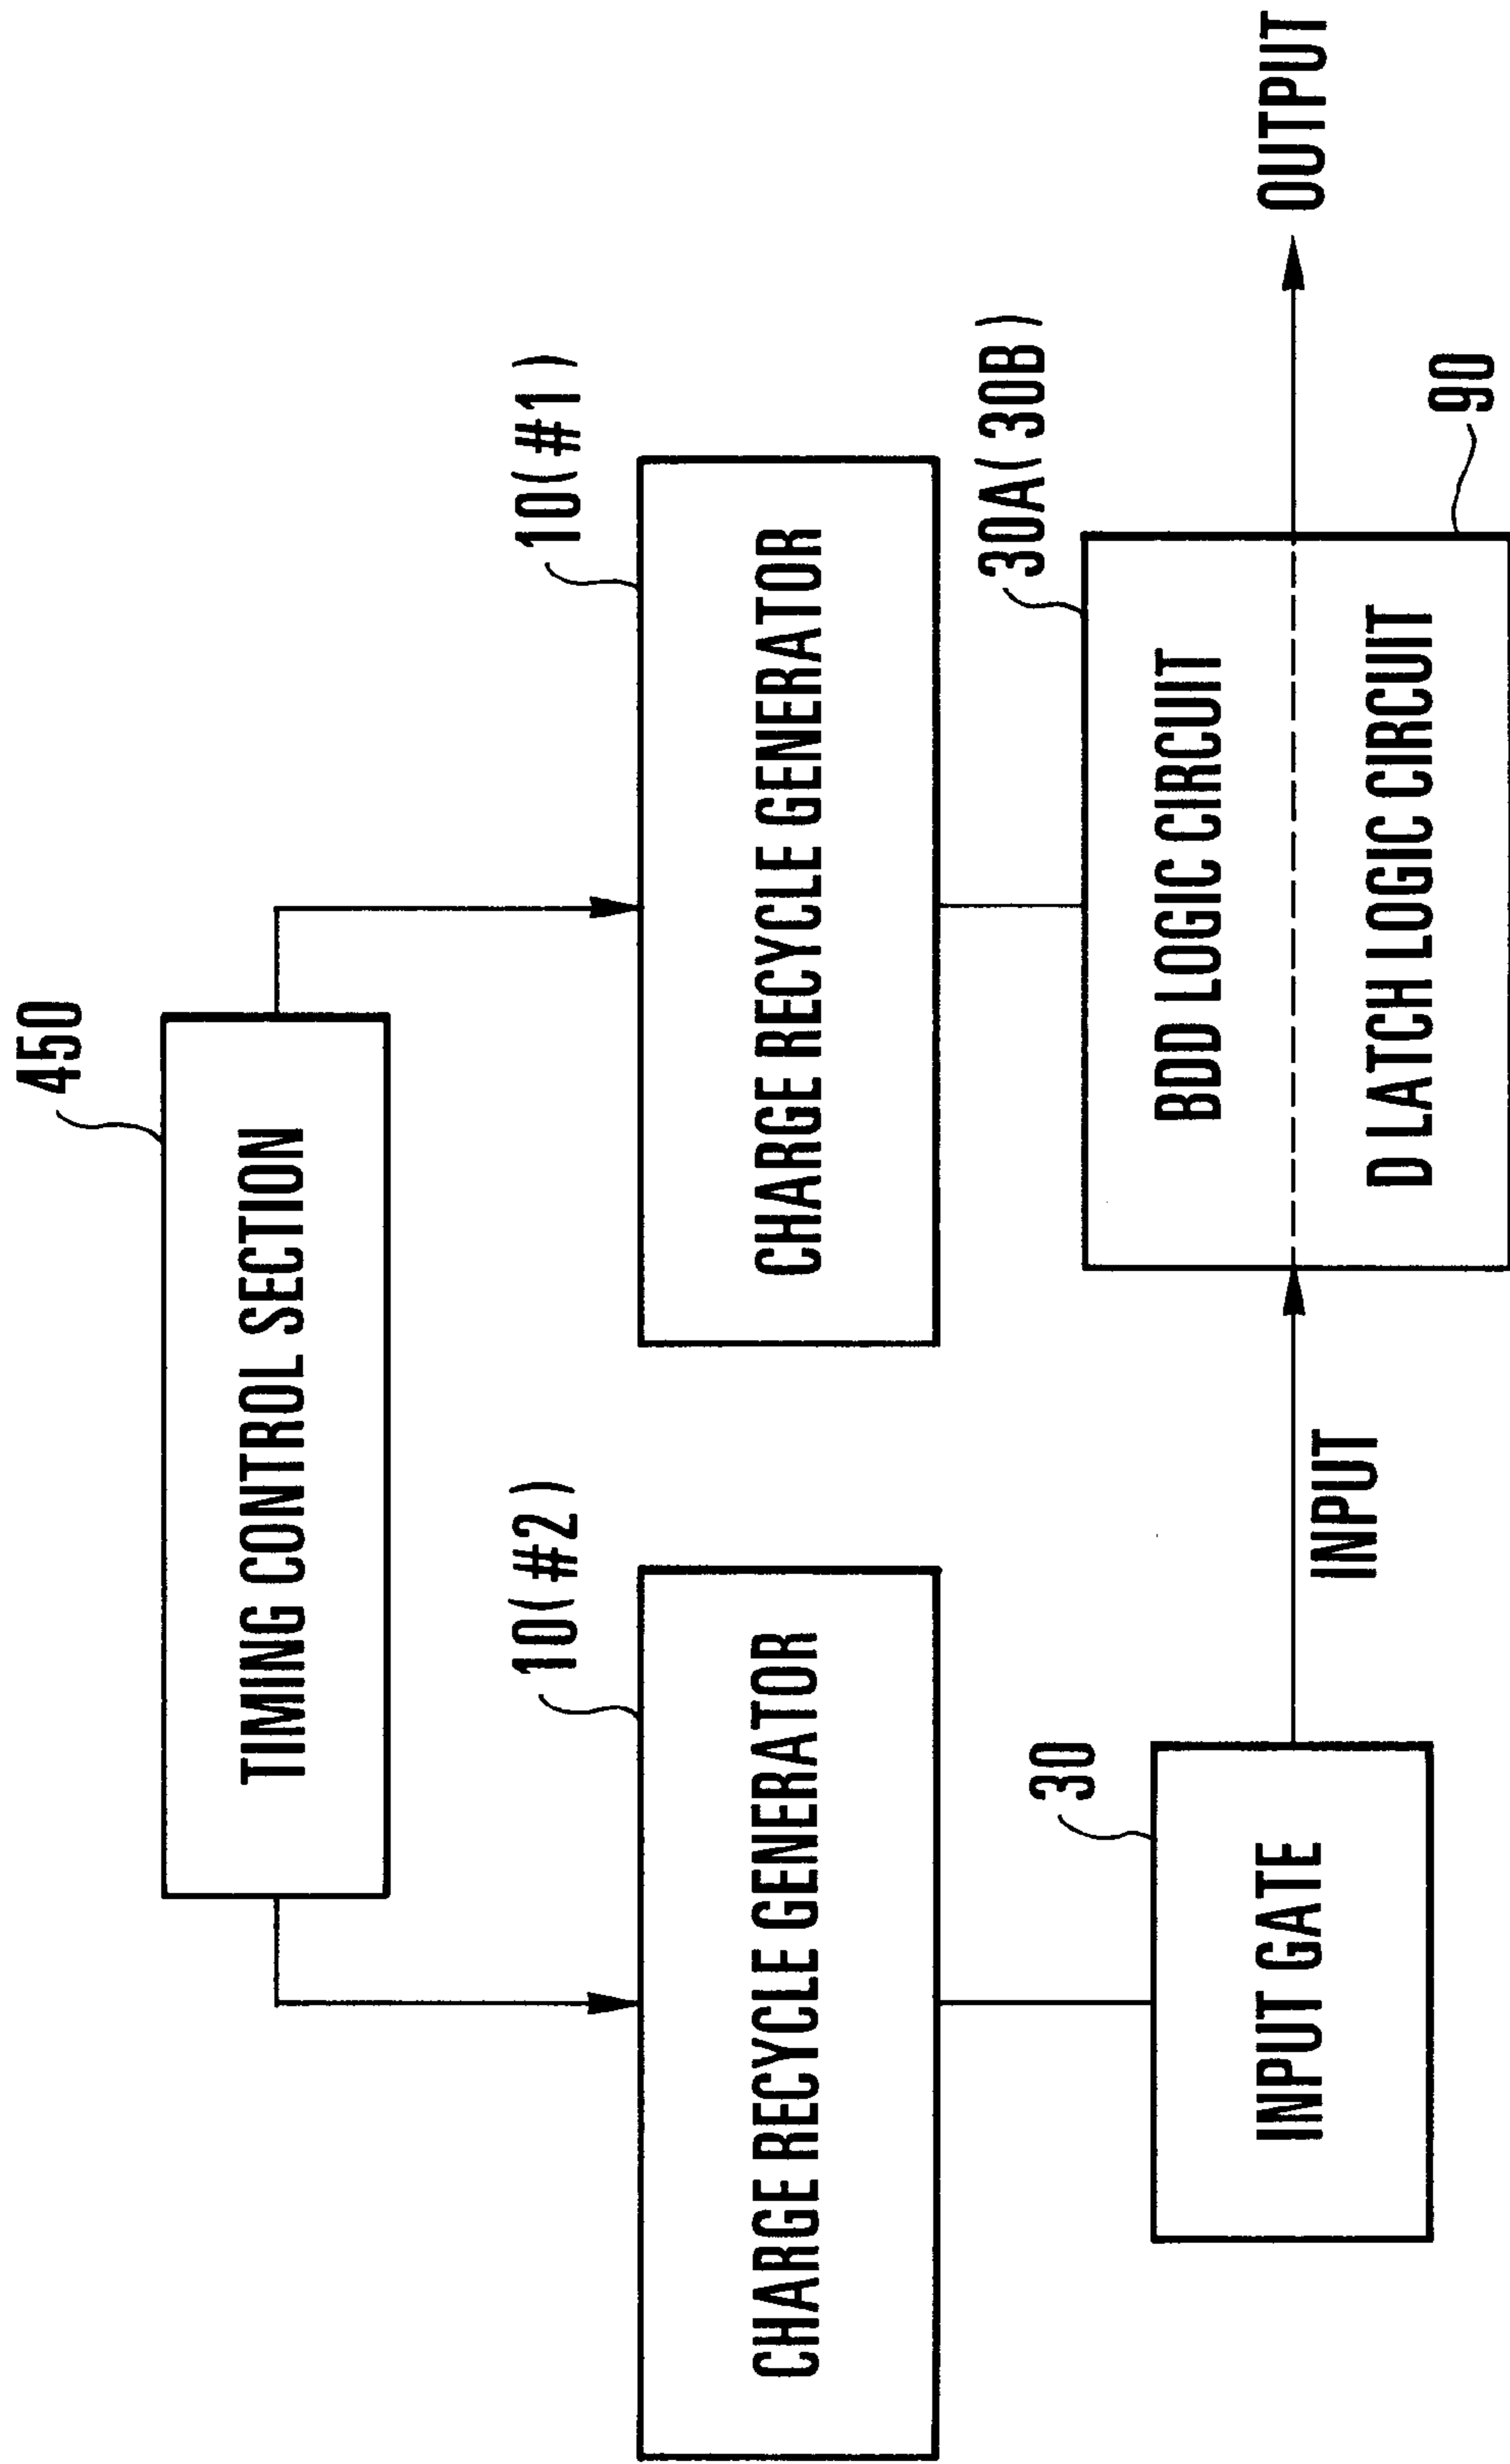 450
TIMING CONTROL SECTION
10(#2)
10(#1)
CHARGE RECYCLE GENERATOR
CHARGE RECYCLE GENERATOR
30
30A(30B)
INPUT GATE
INPUT
BDD LOGIC CIRCUIT
D LATCH LOGIC CIRCUIT
OUTPUT
90